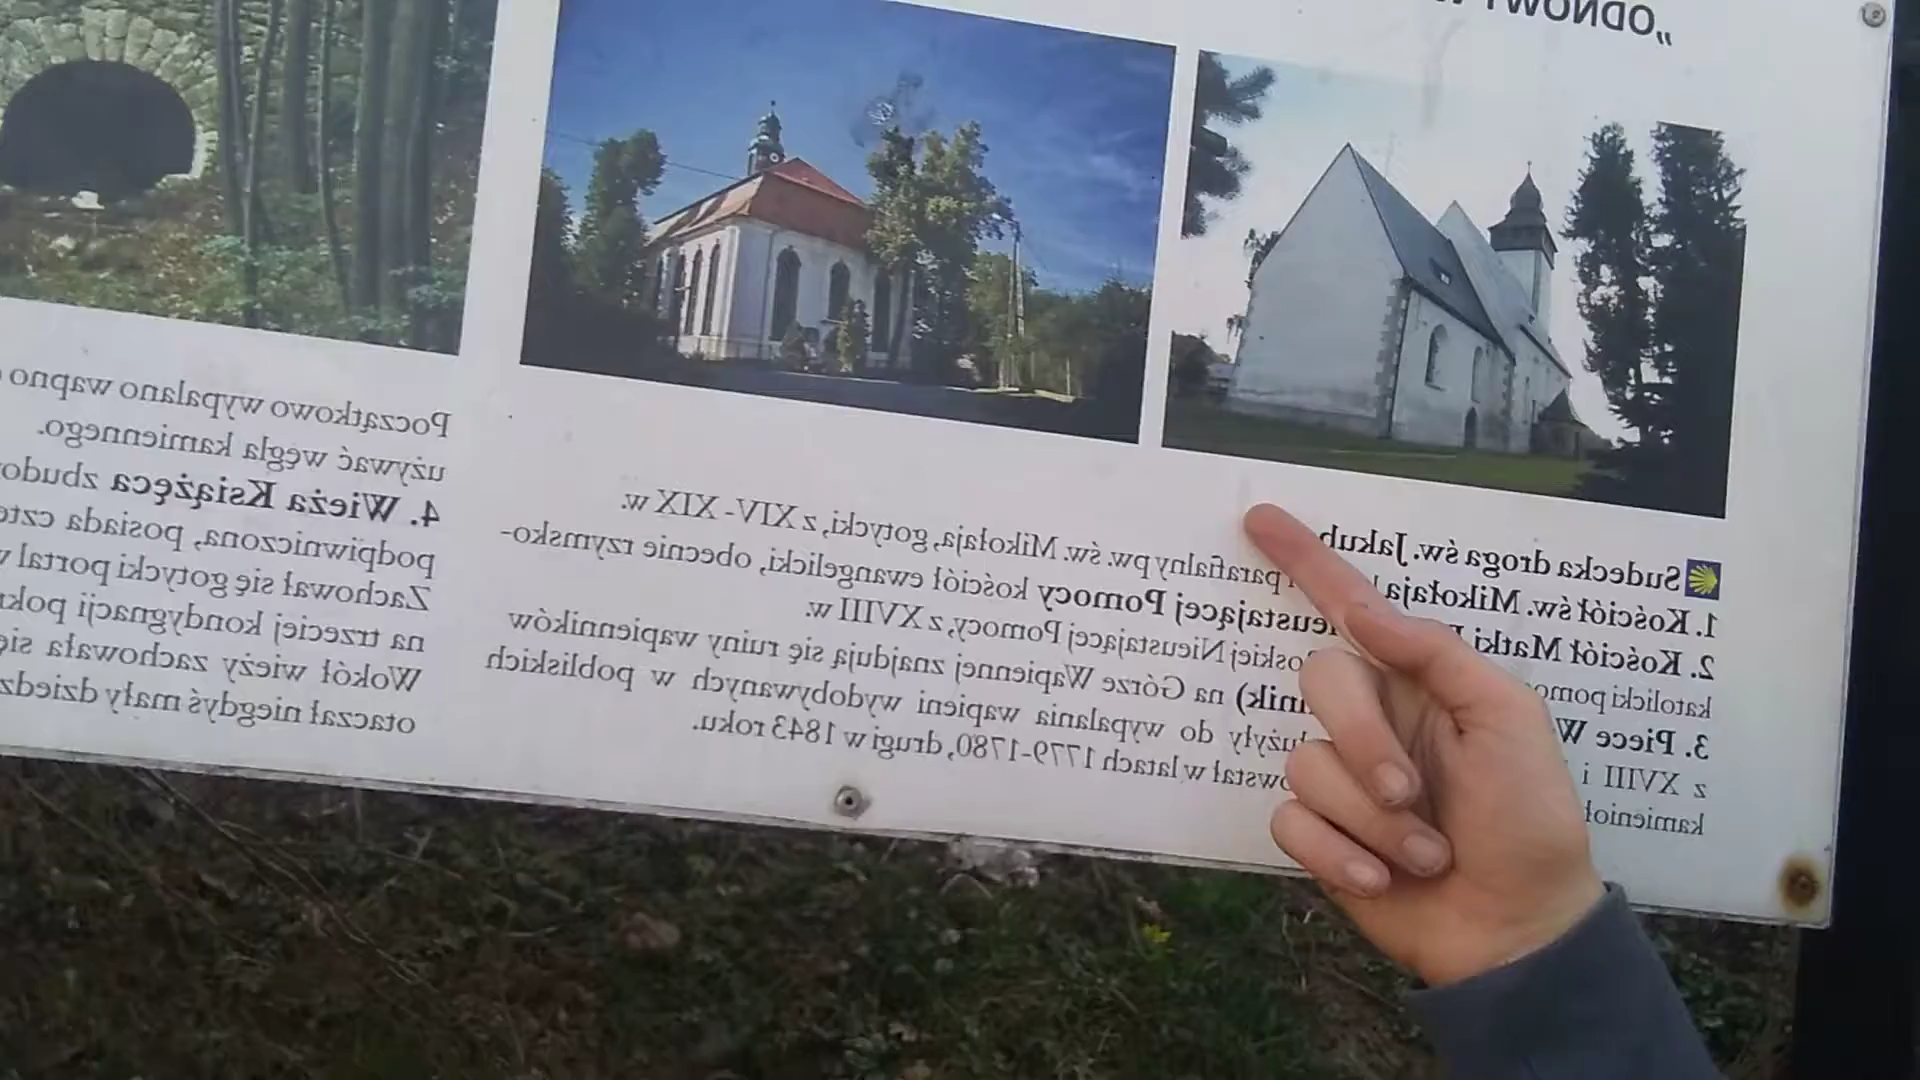 „ODNOWY
Sudecka droga św. Jakub
1. Kościół św. Mikołaja parafialny pw. św. Mikołaja, gotycki, z XIV - XIX w.
2. Kościół Matki ieustającej Pomocy kościół ewangelicki, obecnie rzymsko-
katolicki pomo oskiej Nieustającej Pomocy, z XVIII w.
3. Piece W nik) na Górze Wapiennej znajdują się ruiny wapienników
z XVIII i łużyły do wypalania wapieni wydobywanych w pobliskich
kamienioł owstał w latach 1779-1780, drugi w 1843 roku.
Początkowo wypalano wapno
używać węgla kamiennego.
4. Wieża Książęca zbudo
podpiwniczona, posiada czte
Zachował się gotycki portal w
na trzeciej kondygnacji pokr
Wokół wieży zachowała się
otaczał niegdyś mały dziedz